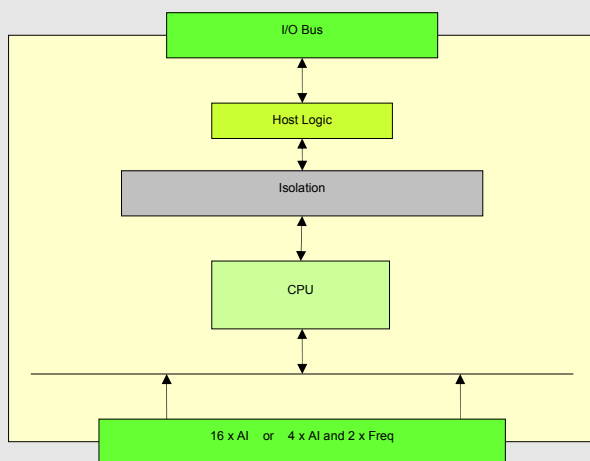 I/O Bus
Host Logic
Isolation
CPU
16 x AI or 4 x AI and 2 x Freq